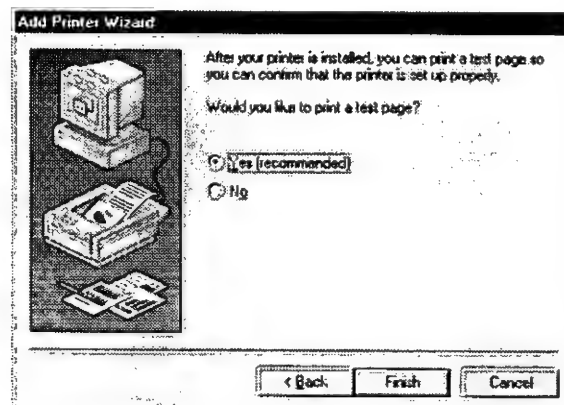 Add Printer Wizard
After your printer is installed, you can print a test page so
you can confirm that the printer is set up properly.
Would you like to print a test page?
Yes (recommended)
No
< Back
Finish
Cancel